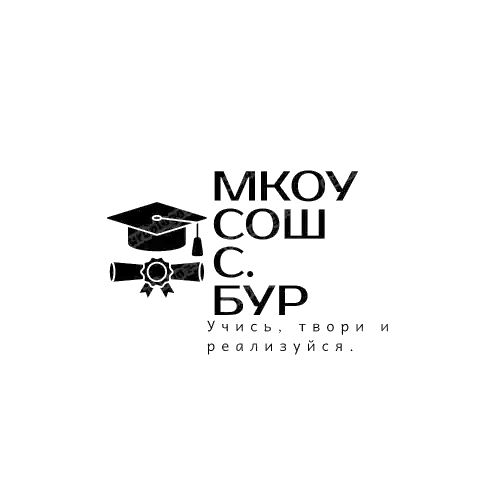 МКОУ
СОШ
С.
БУР
Учись, твори и
реализуйся.